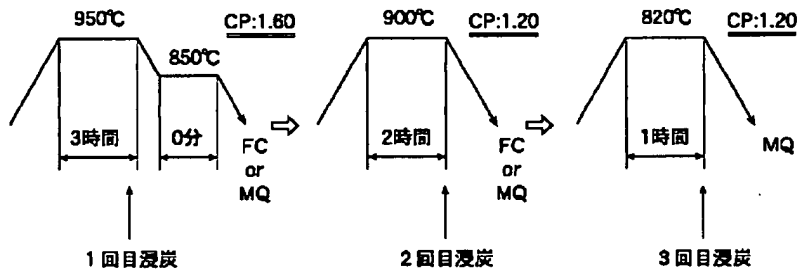 950℃ CP:1.60
850℃
3時間 0分
FC
or
MQ
1回目浸炭
900℃ CP:1.20
2時間
FC
or
MQ
2回目浸炭
820℃ CP:1.20
1時間
MQ
3回目浸炭